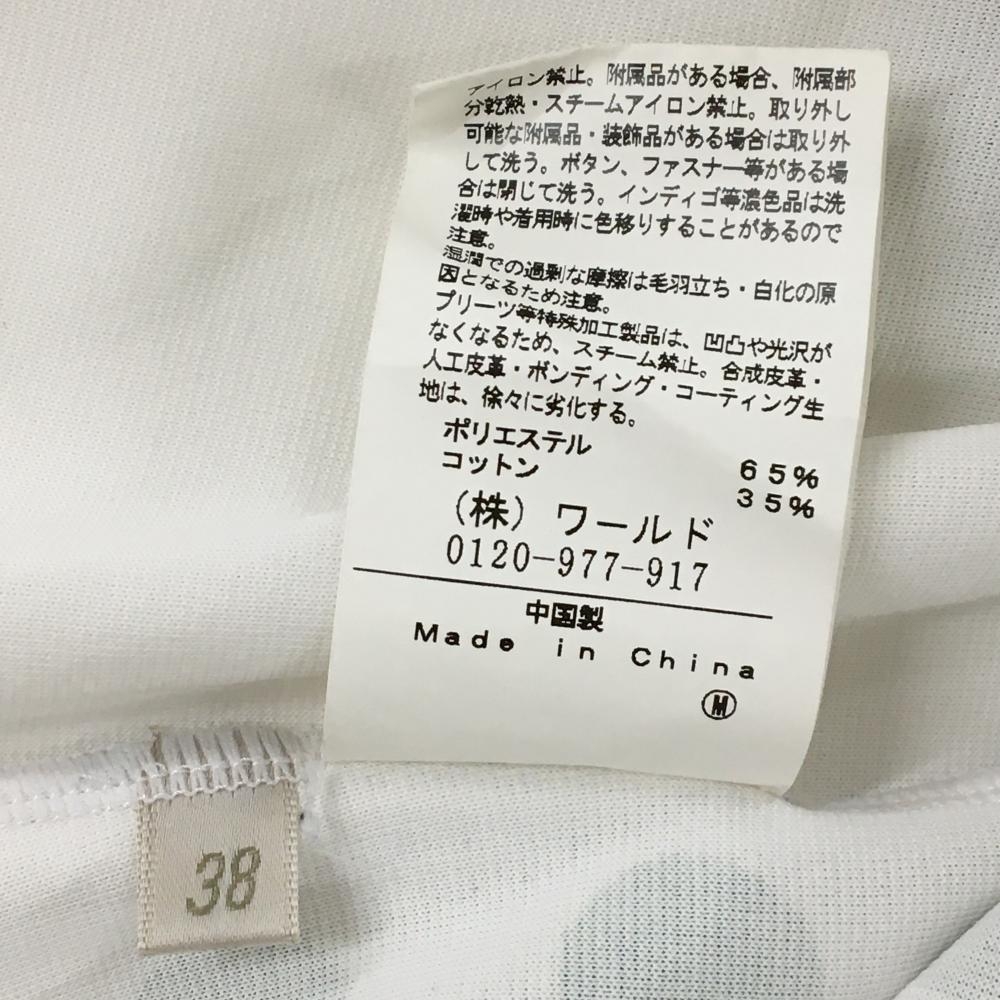 アイロン禁止。附属品がある場合、附属部
分乾熱・スチームアイロン禁止。取り外し
可能な附属品・装飾品がある場合は取り外
して洗う。ボタン、ファスナー等がある場
合は閉じて洗う。インディゴ等濃色品は洗
濯時や着用時に色移りすることがあるので
注意。
湿潤での過剰な摩擦は毛羽立ち・白化の原
因となるため注意。
プリーツ等特殊加工製品は、凹凸や光沢が
なくなるため、スチーム禁止。合成皮革・
人工皮革・ボンディング・コーティング生
地は、徐々に劣化する。
ポリエステル 65%
コットン 35%
(株)ワールド
0120-977-917
中国製
Made in China
M
38